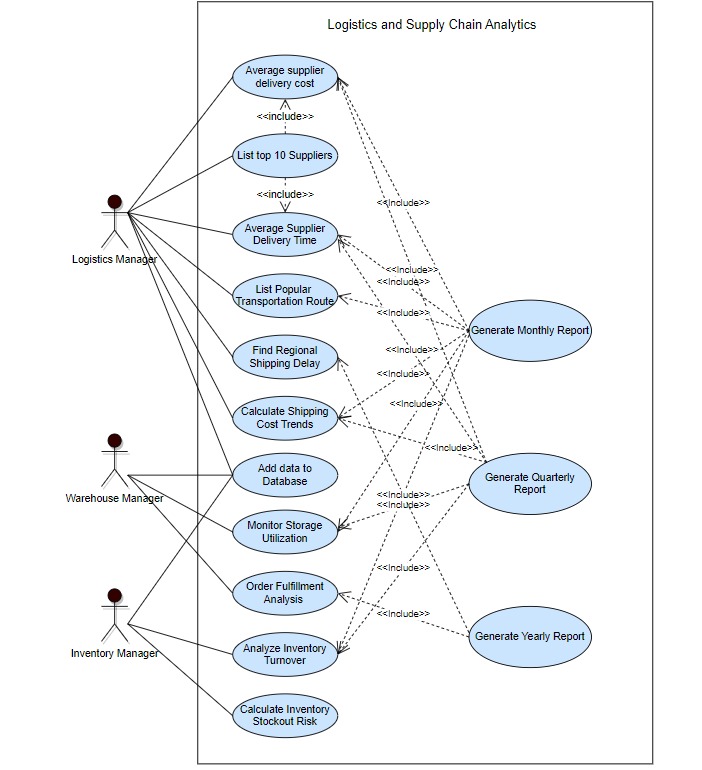 Logistics and Supply Chain Analytics
Average supplier
delivery cost
<<include>>
List top 10 Suppliers
<<include>>
<<Include>>
Logistics Manager
Average Supplier
Delivery Time
<<Include>>
<<Include>>
List Popular
Transportation Route
<<Include>>
Generate Monthly Report
Find Regional
Shipping Delay
<<Include>>
<<Include>>
Calculate Shipping
Cost Trends
<<Include>>
<<Include>>
Add data to
Database
Generate Quarterly
Report
Warehouse Manager
<<Include>>
<<Include>>
Monitor Storage
Utilization
<<Include>>
Order Fulfillment
Analysis
<<Include>>
Generate Yearly Report
Inventory Manager
Analyze Inventory
Turnover
Calculate Inventory
Stockout Risk